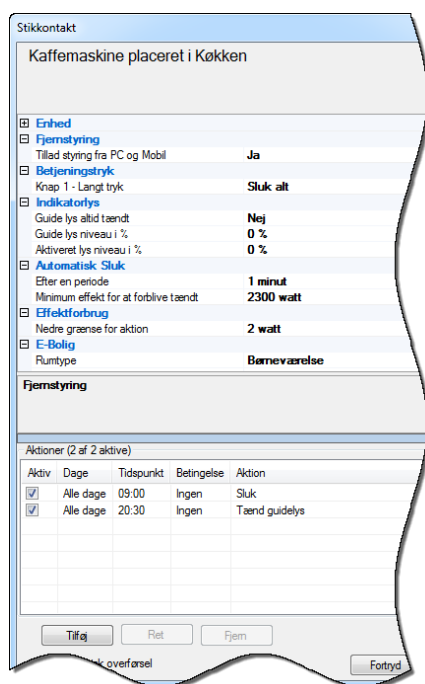 Stikkontakt
Kaffemaskine placeret i Køkken
Enhed
Fjernstyring
Tillad styring fra PC og Mobil Ja
Betjeningstryk
Knap 1 - Langt tryk Sluk alt
Indikatorlys
Guide lys altid tændt Nej
Guide lys niveau i % 0 %
Aktiveret lys niveau i % 0 %
Automatisk Sluk
Efter en periode 1 minut
Minimum effekt for at forblive tændt 2300 watt
Effektforbrug
Nedre grænse for aktion 2 watt
E-Bolig
Rumtype Børneværelse
Fjernstyring
Aktioner (2 af 2 aktive)
Aktiv Dage Tidspunkt Betingelse Aktion
Alle dage 09:00 Ingen Sluk
Alle dage 20:30 Ingen Tænd guidelys
Tilføj Ret Fjern
overførsel Fortryd